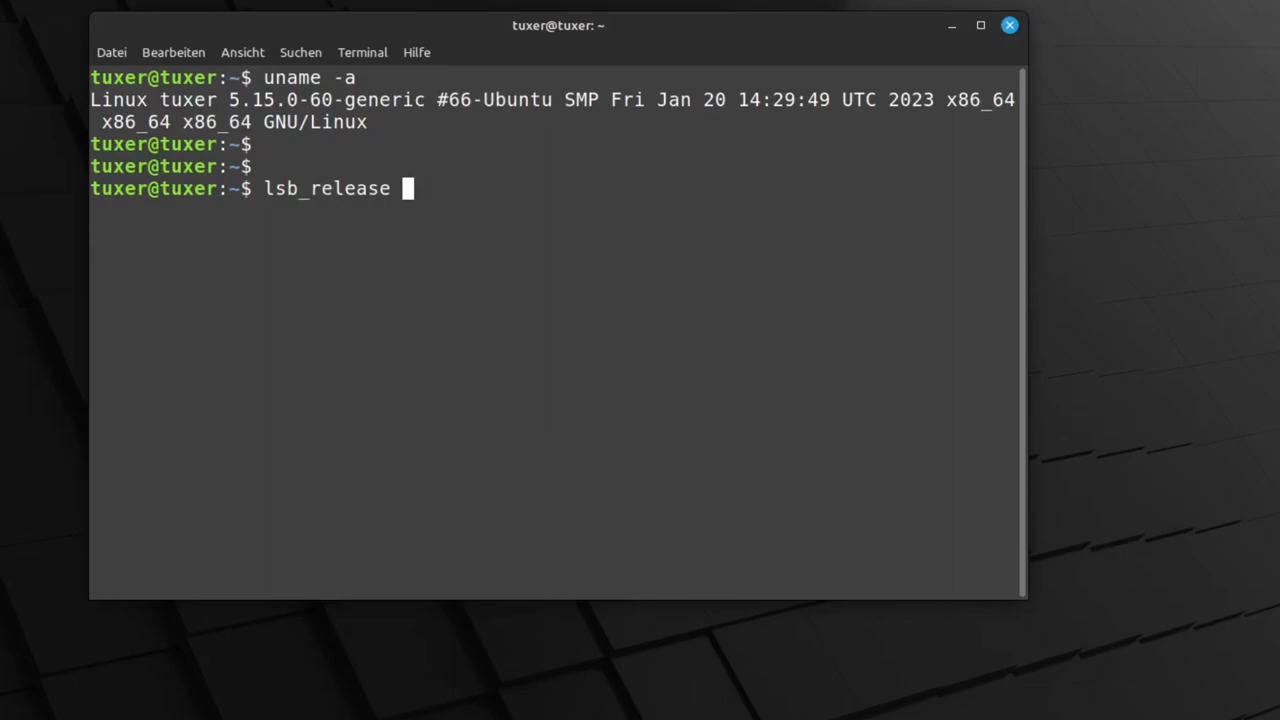 tuxer@tuxer: ~
Datei Bearbeiten Ansicht Suchen Terminal Hilfe
tuxer@tuxer:~$ uname -a
Linux tuxer 5.15.0-60-generic #66-Ubuntu SMP Fri Jan 20 14:29:49 UTC 2023 x86_64
x86_64 x86_64 GNU/Linux
tuxer@tuxer:~$
tuxer@tuxer:~$
tuxer@tuxer:~$ lsb_release